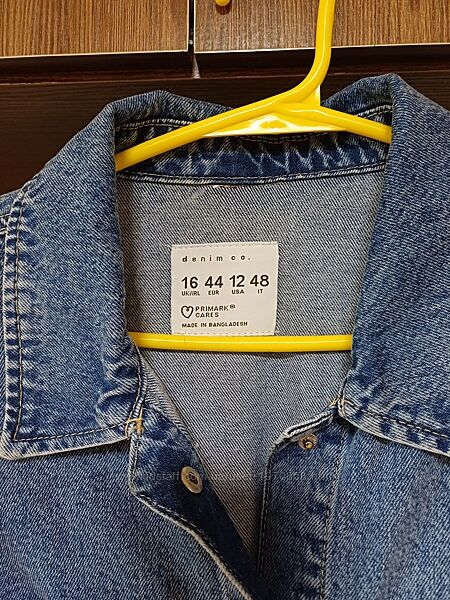 denim co.
16 44 12 48
UK/IRL EUR USA IT
PRIMARK®
CARES
MADE IN BANGLADESH